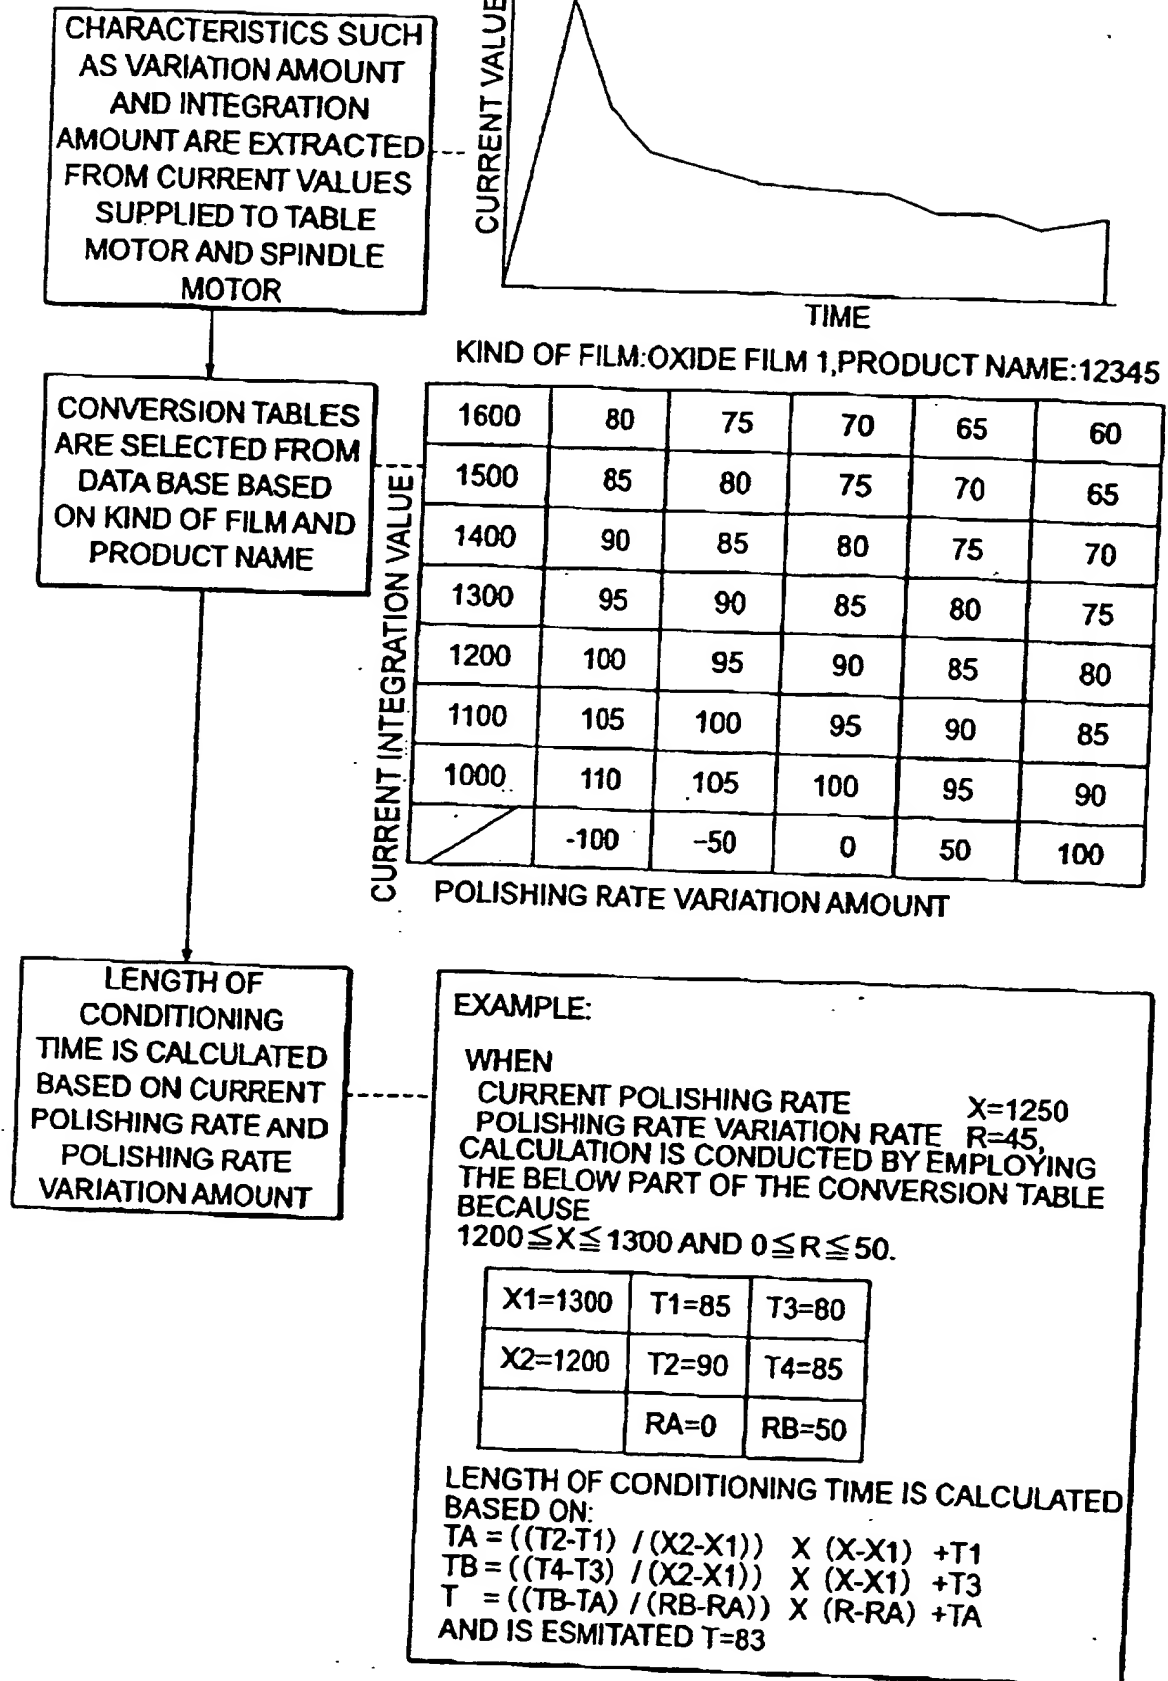 CHARACTERISTICS SUCH
AS VARIATION AMOUNT
AND INTEGRATION
AMOUNT ARE EXTRACTED
FROM CURRENT VALUES
SUPPLIED TO TABLE
MOTOR AND SPINDLE
MOTOR
CURRENT VALUE
TIME
CONVERSION TABLES
ARE SELECTED FROM
DATA BASE BASED
ON KIND OF FILM AND
PRODUCT NAME
KIND OF FILM:OXIDE FILM 1,PRODUCT NAME:12345
CURRENT INTEGRATION VALUE
1600 80 75 70 65 60
1500 85 80 75 70 65
1400 90 85 80 75 70
1300 95 90 85 80 75
1200 100 95 90 85 80
1100 105 100 95 90 85
1000 110 105 100 95 90
-100 -50 0 50 100
POLISHING RATE VARIATION AMOUNT
LENGTH OF
CONDITIONING
TIME IS CALCULATED
BASED ON CURRENT
POLISHING RATE AND
POLISHING RATE
VARIATION AMOUNT
EXAMPLE:
WHEN
CURRENT POLISHING RATE X=1250
POLISHING RATE VARIATION RATE R=45,
CALCULATION IS CONDUCTED BY EMPLOYING
THE BELOW PART OF THE CONVERSION TABLE
BECAUSE
1200≦X≦1300 AND 0≦R≦50.
X1=1300 T1=85 T3=80
X2=1200 T2=90 T4=85
RA=0 RB=50
LENGTH OF CONDITIONING TIME IS CALCULATED
BASED ON:
TA = ((T2-T1) / (X2-X1)) X (X-X1) +T1
TB = ((T4-T3) / (X2-X1)) X (X-X1) +T3
T = ((TB-TA) / (RB-RA)) X (R-RA) +TA
AND IS ESMITATED T=83